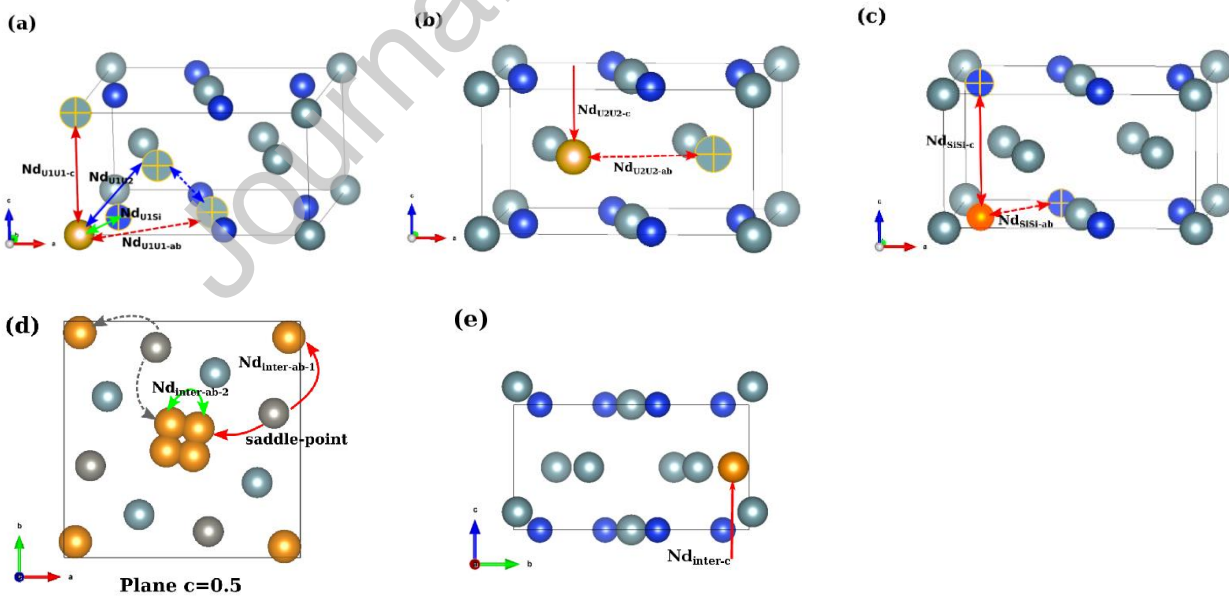 (a)
(b)
(c)
Journal
Nd_U1U1-c
Nd_U1U2
Nd_U1Si
Nd_U1U1-ab
c
a
Nd_U2U2-c
Nd_U2U2-ab
c
a
Nd_SiSi-c
Nd_SiSi-ab
c
a
(d)
(e)
Nd_inter-ab-1
Nd_inter-ab-2
saddle-point
b
a
Plane c=0.5
c
b
Nd_inter-c